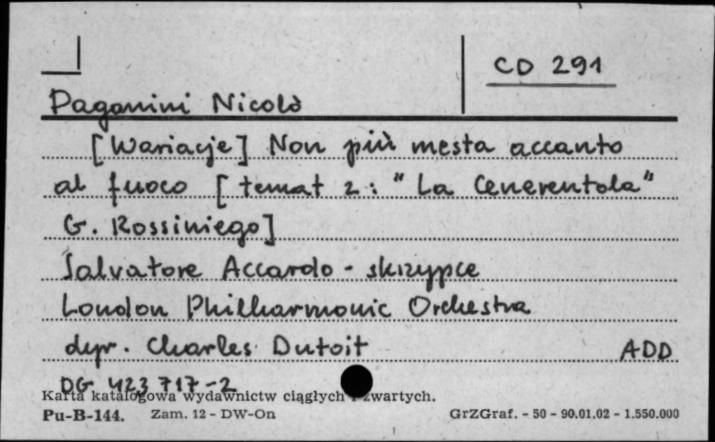 CD 291
Paganini Nicolò
[Wariacje] Non più mesta accanto
al fuoco [temat z: "La Cenerentola"
G. Rossiniego]
Salvatore Accardo - skrzypce
London Philharmonic Orchestra
dyr. Charles Dutoit ADD
DG 423 717-2
Karta katalogowa wydawnictw ciągłych i zwartych.
Pu-B-144. Zam. 12 - DW-On GrZGraf. - 50 - 90.01.02 - 1.550.000